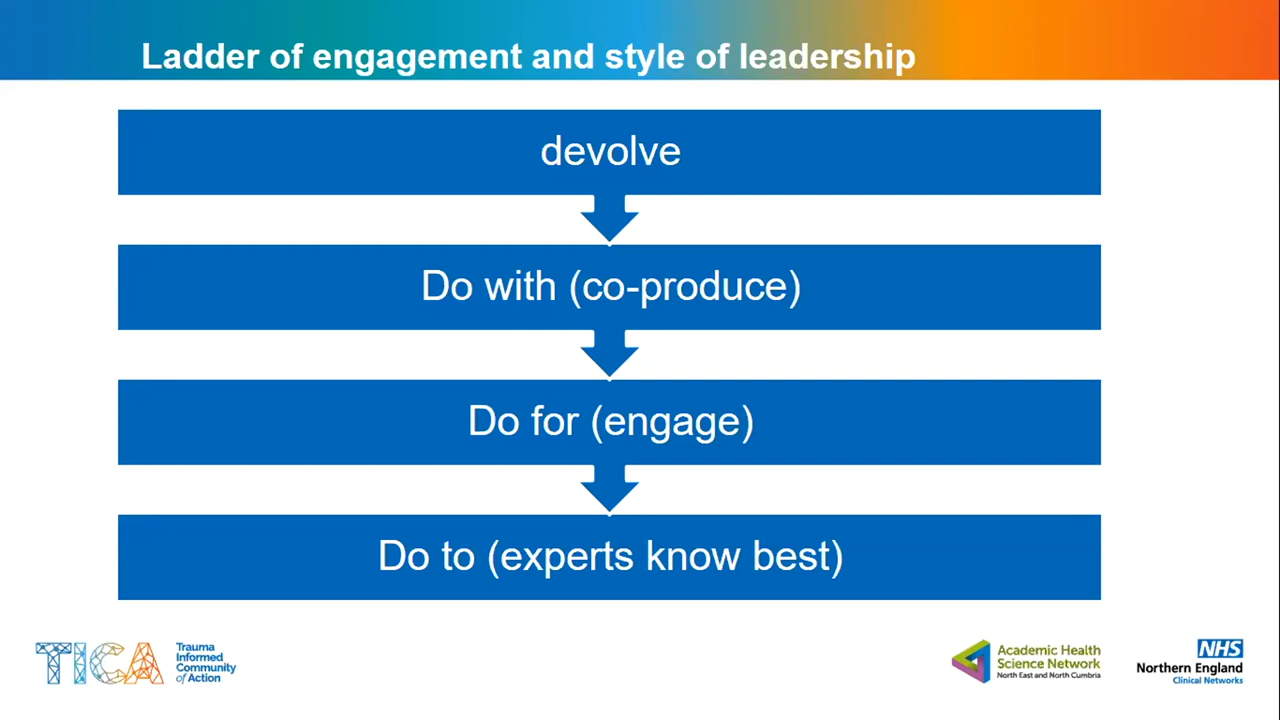 Ladder of engagement and style of leadership
devolve
Do with (co-produce)
Do for (engage)
Do to (experts know best)
TICA
Trauma
Informed
Community
of Action
Academic Health
Science Network
North East and North Cumbria
NHS
Northern England
Clinical Networks